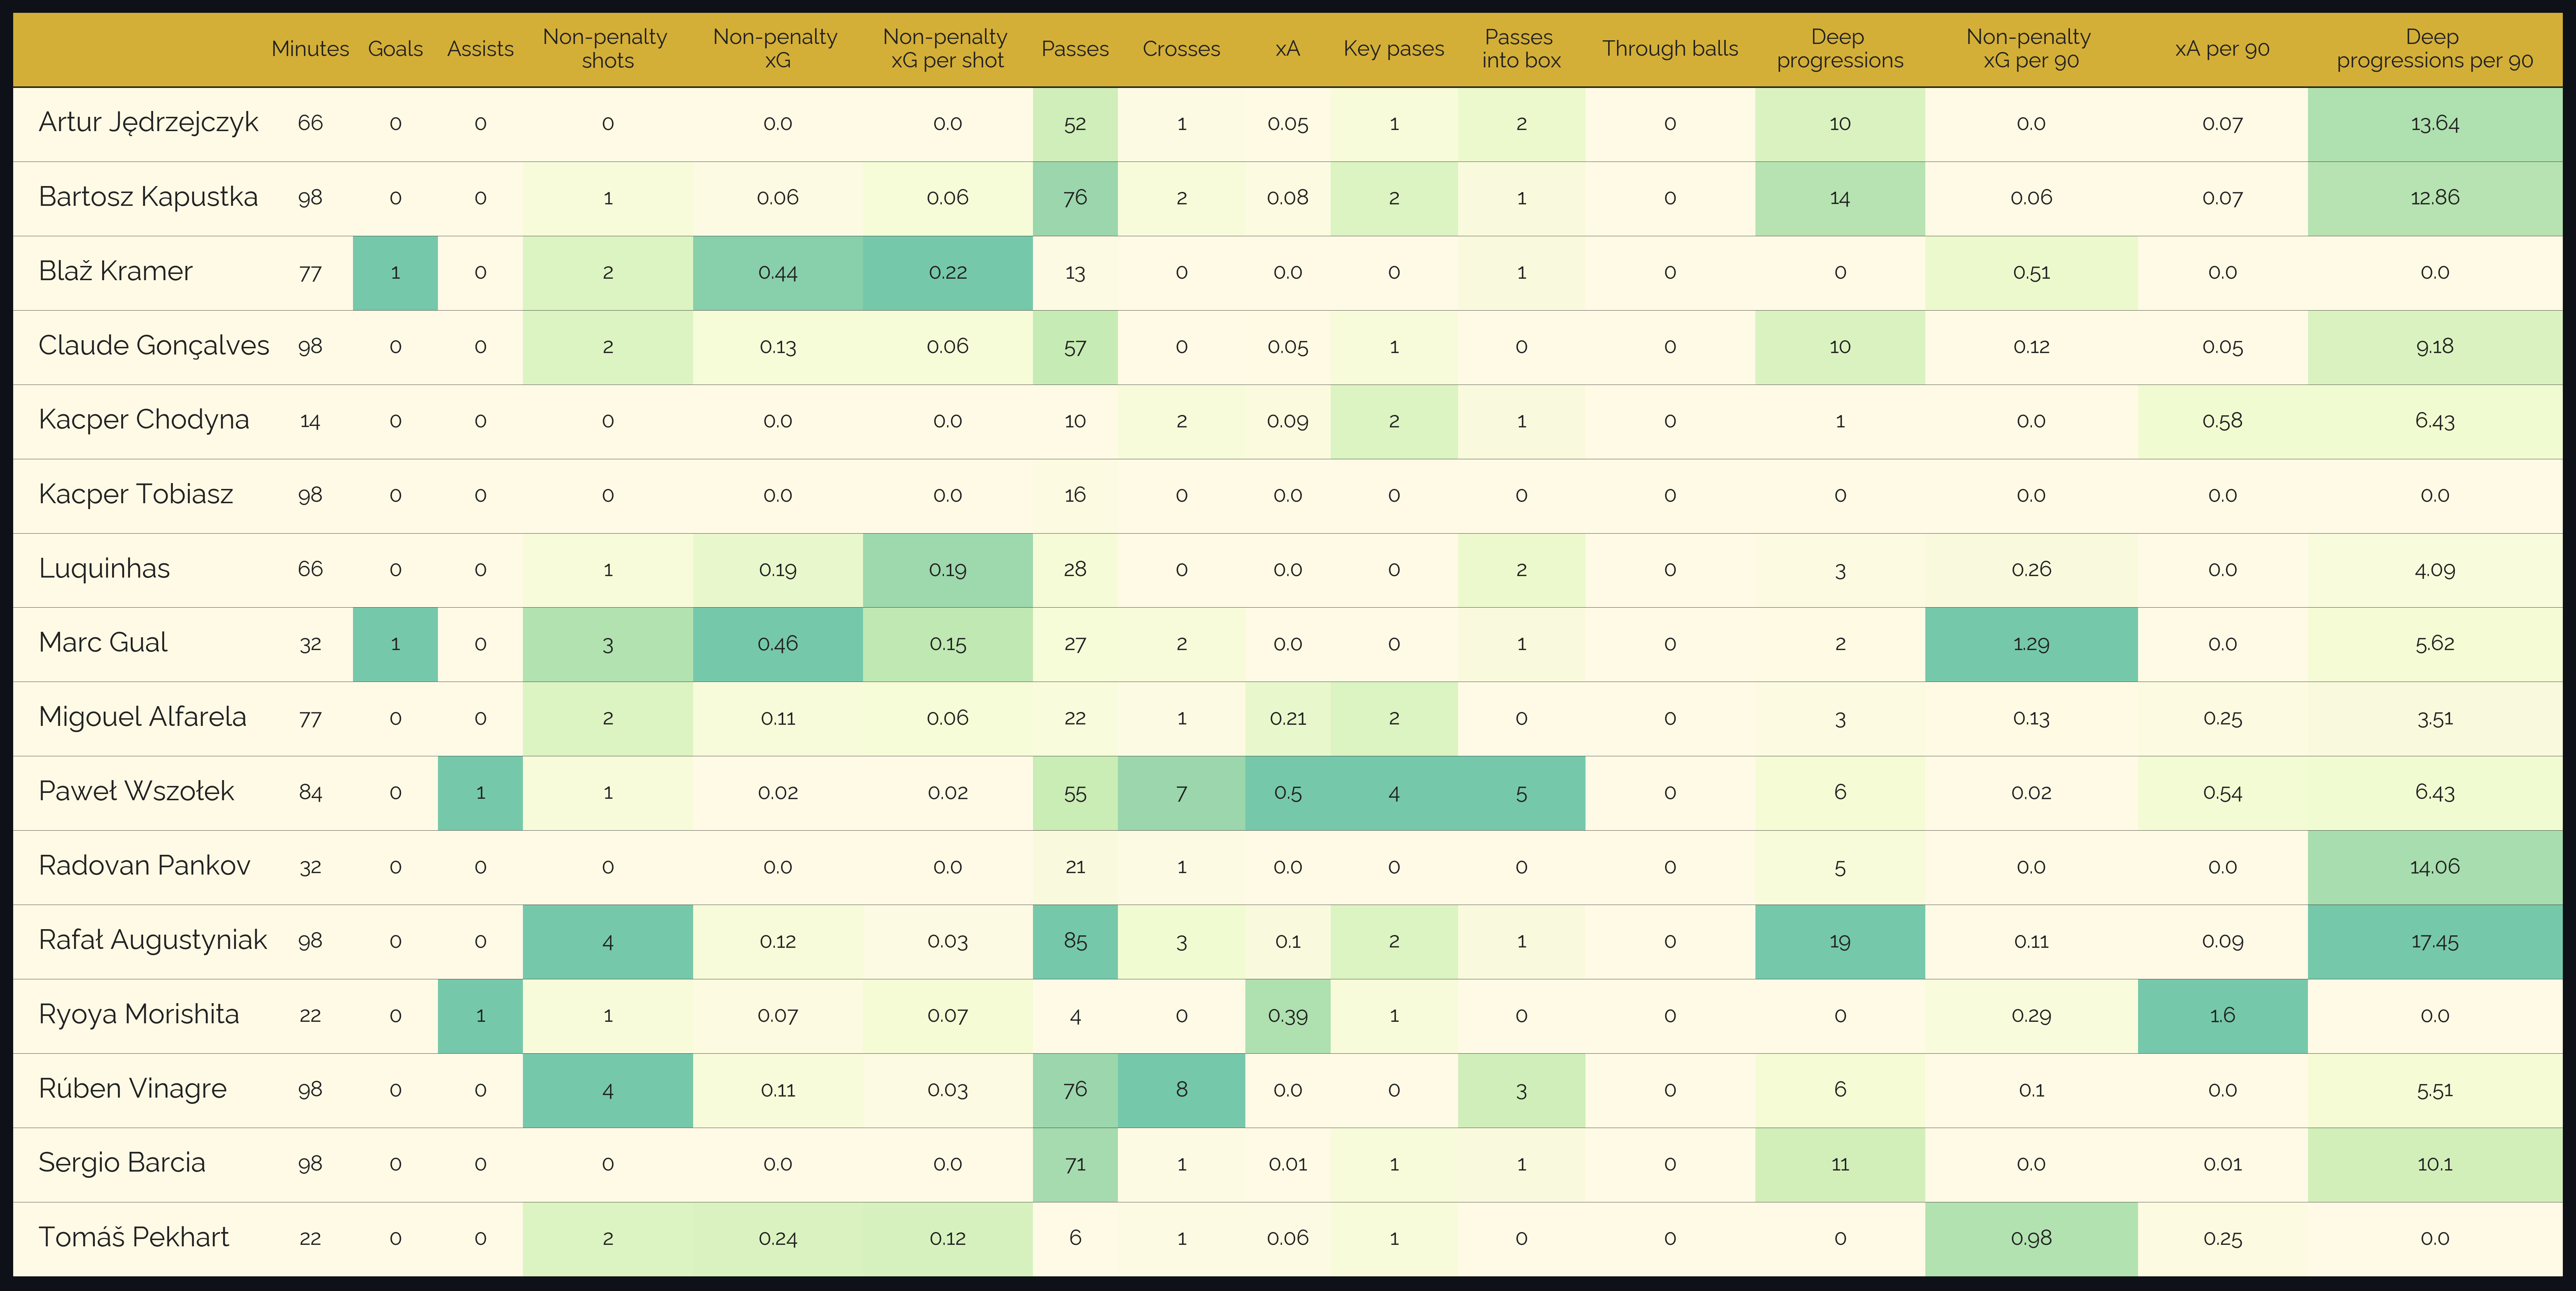 Minutes Goals Assists Non-penalty shots Non-penalty xG Non-penalty xG per shot Passes Crosses xA Key pases Passes into box Through balls Deep progressions Non-penalty xG per 90 xA per 90 Deep progressions per 90
Artur Jędrzejczyk 66 0 0 0 0.0 0.0 52 1 0.05 1 2 0 10 0.0 0.07 13.64
Bartosz Kapustka 98 0 0 1 0.06 0.06 76 2 0.08 2 1 0 14 0.06 0.07 12.86
Blaž Kramer 77 1 0 2 0.44 0.22 13 0 0.0 0 1 0 0 0.51 0.0 0.0
Claude Gonçalves 98 0 0 2 0.13 0.06 57 0 0.05 1 0 0 10 0.12 0.05 9.18
Kacper Chodyna 14 0 0 0 0.0 0.0 10 2 0.09 2 1 0 1 0.0 0.58 6.43
Kacper Tobiasz 98 0 0 0 0.0 0.0 16 0 0.0 0 0 0 0 0.0 0.0 0.0
Luquinhas 66 0 0 1 0.19 0.19 28 0 0.0 0 2 0 3 0.26 0.0 4.09
Marc Gual 32 1 0 3 0.46 0.15 27 2 0.0 0 1 0 2 1.29 0.0 5.62
Migouel Alfarela 77 0 0 2 0.11 0.06 22 1 0.21 2 0 0 3 0.13 0.25 3.51
Paweł Wszołek 84 0 1 1 0.02 0.02 55 7 0.5 4 5 0 6 0.02 0.54 6.43
Radovan Pankov 32 0 0 0 0.0 0.0 21 1 0.0 0 0 0 5 0.0 0.0 14.06
Rafał Augustyniak 98 0 0 4 0.12 0.03 85 3 0.1 2 1 0 19 0.11 0.09 17.45
Ryoya Morishita 22 0 1 1 0.07 0.07 4 0 0.39 1 0 0 0 0.29 1.6 0.0
Rúben Vinagre 98 0 0 4 0.11 0.03 76 8 0.0 0 3 0 6 0.1 0.0 5.51
Sergio Barcia 98 0 0 0 0.0 0.0 71 1 0.01 1 1 0 11 0.0 0.01 10.1
Tomáš Pekhart 22 0 0 2 0.24 0.12 6 1 0.06 1 0 0 0 0.98 0.25 0.0